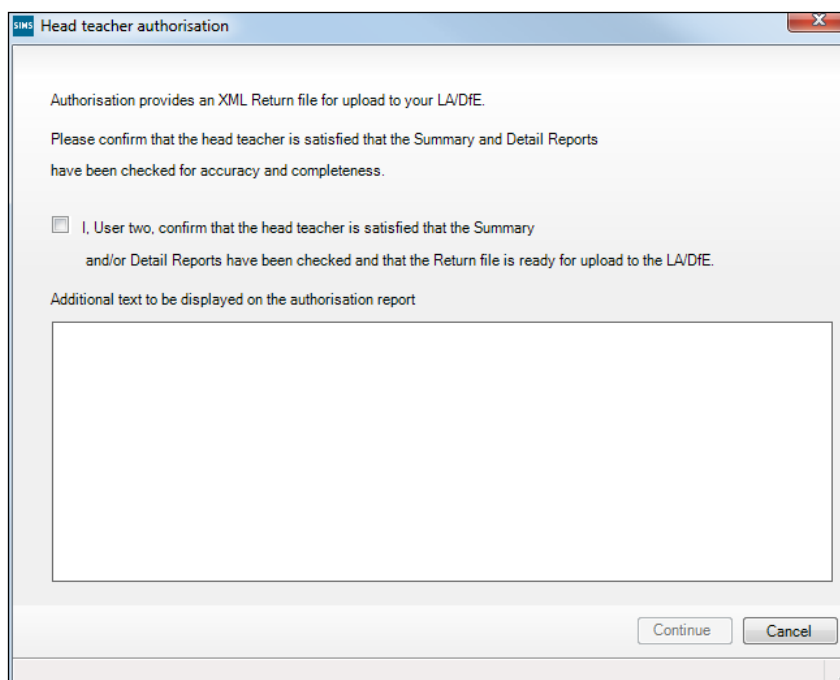 SIMS Head teacher authorisation
Authorisation provides an XML Return file for upload to your LA/DfE.
Please confirm that the head teacher is satisfied that the Summary and Detail Reports
have been checked for accuracy and completeness.
I, User two, confirm that the head teacher is satisfied that the Summary
and/or Detail Reports have been checked and that the Return file is ready for upload to the LA/DfE.
Additional text to be displayed on the authorisation report
Continue Cancel